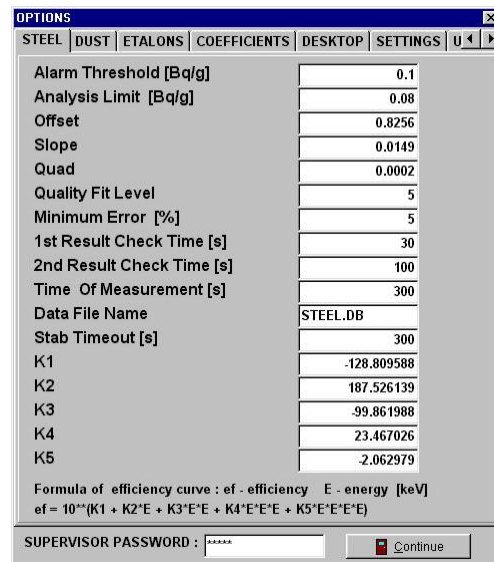 OPTIONS
STEEL DUST ETALONS COEFFICIENTS DESKTOP SETTINGS U
Alarm Threshold [Bq/g] 0.1
Analysis Limit [Bq/g] 0.08
Offset 0.8256
Slope 0.0149
Quad 0.0002
Quality Fit Level 5
Minimum Error [%] 5
1st Result Check Time [s] 30
2nd Result Check Time [s] 100
Time Of Measurement [s] 300
Data File Name STEEL.DB
Stab Timeout [s] 300
K1 -128.809588
K2 187.526139
K3 -99.861988
K4 23.467026
K5 -2.062979
Formula of efficiency curve : ef - efficiency E - energy [keV]
ef = 10**(K1 + K2*E + K3*E*E + K4*E*E*E + K5*E*E*E*E)
SUPERVISOR PASSWORD : ***** Continue